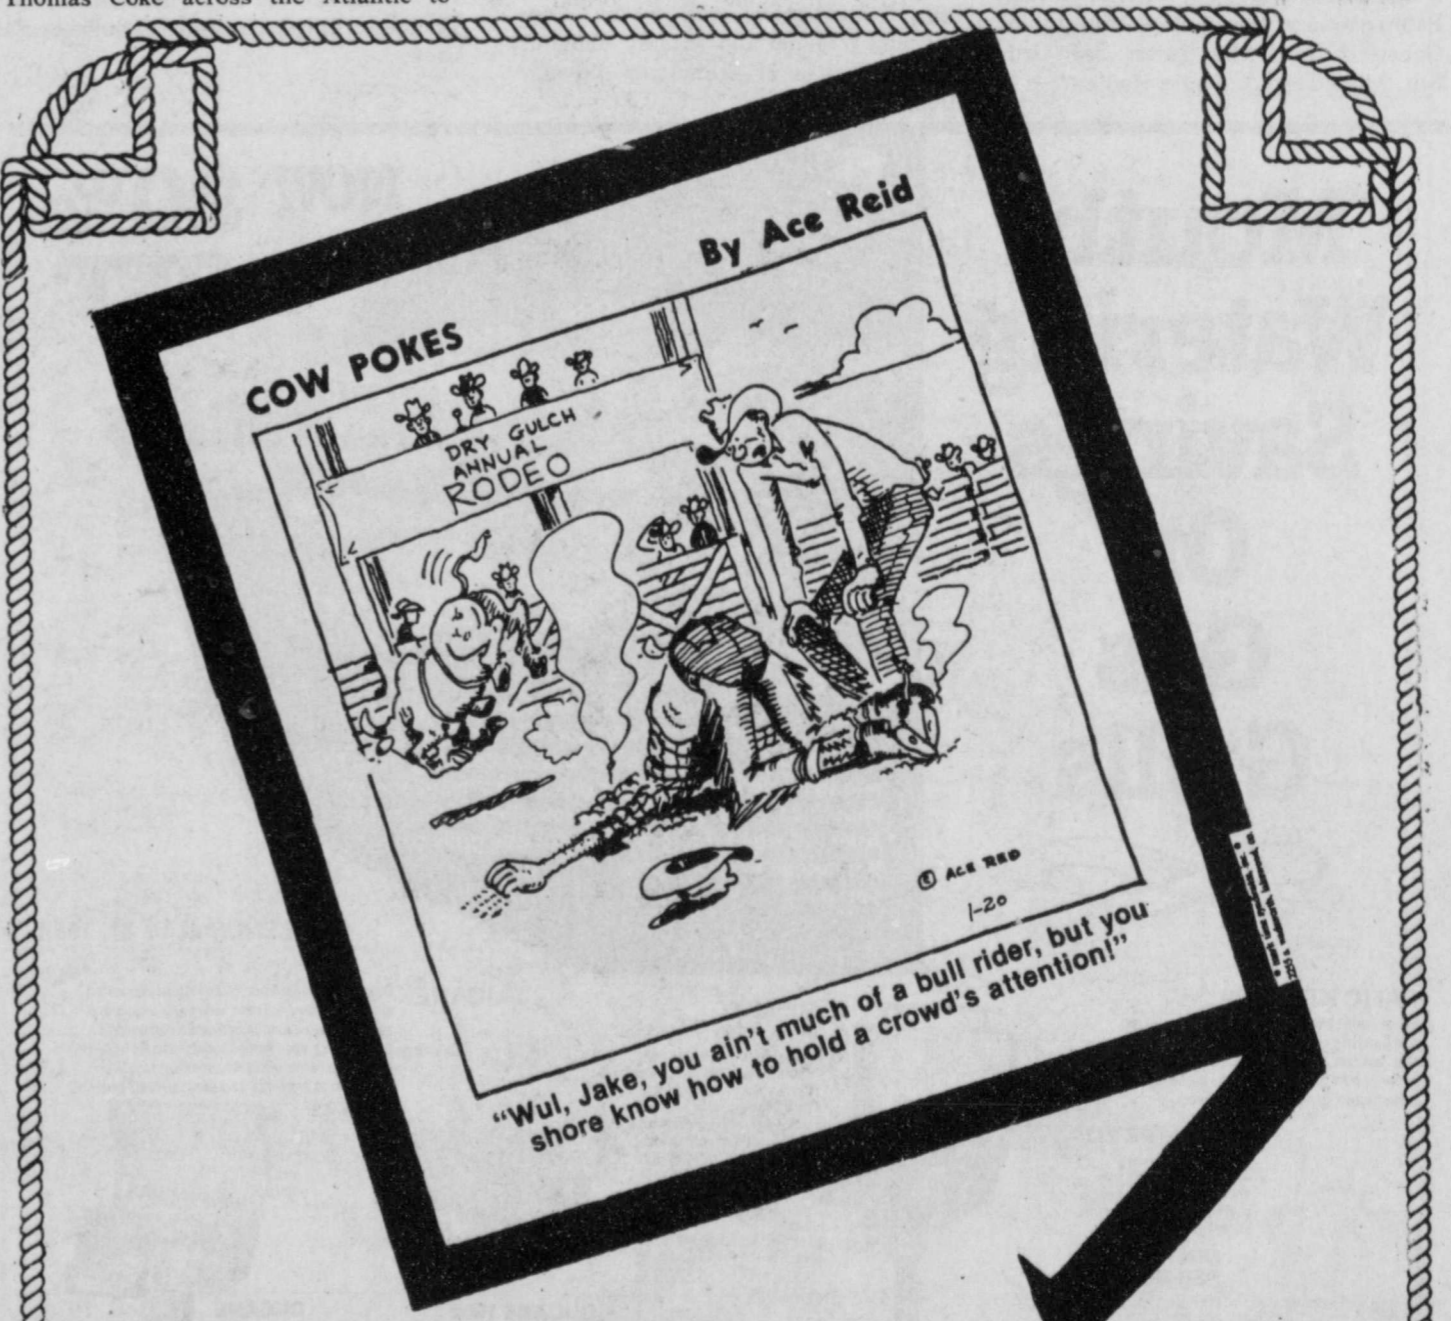 Thomas Coke across the Atlantic to
COW POKES
By Ace Reid
DRY GULCH
ANNUAL
RODEO
© ACE REID
1-20
“Wul, Jake, you ain’t much of a bull rider, but you
shore know how to hold a crowd’s attention!”